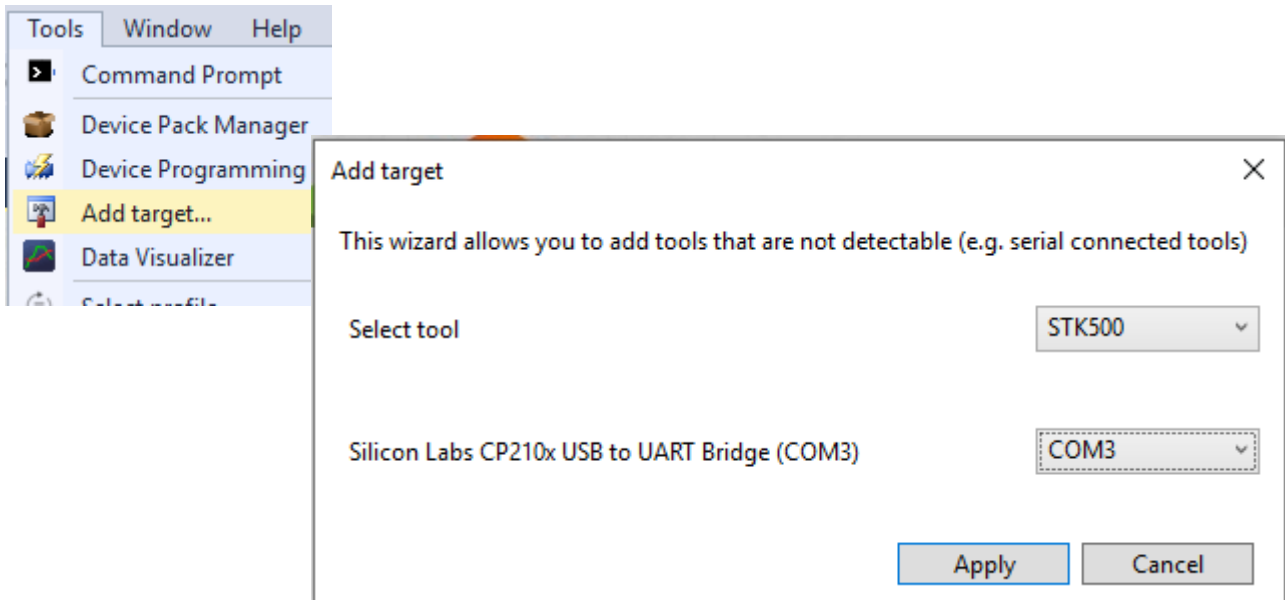 Tools Window Help
Command Prompt
Device Pack Manager
Device Programming
Add target...
Data Visualizer
Add target
This wizard allows you to add tools that are not detectable (e.g. serial connected tools)
Select tool
STK500
Silicon Labs CP210x USB to UART Bridge (COM3)
COM3
Apply Cancel